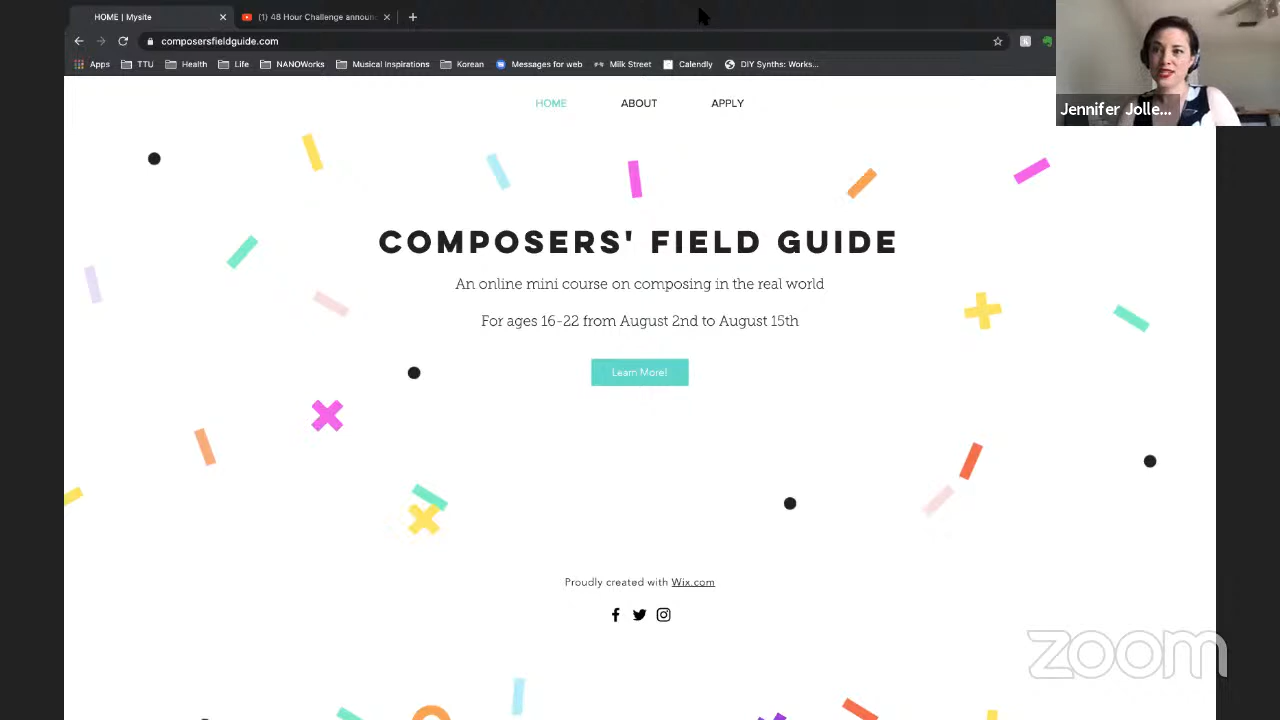 HOME | Mysite
(1) 48 Hour Challenge announ
composersfieldguide.com
Apps TTU Health Life NANOWorks Musical Inspirations Korean Messages for web Milk Street Calendly DIY Synths: Works...
Jennifer Jolle...
HOME ABOUT APPLY
COMPOSERS' FIELD GUIDE
An online mini course on composing in the real world
For ages 16-22 from August 2nd to August 15th
Learn More!
Proudly created with Wix.com
zoom